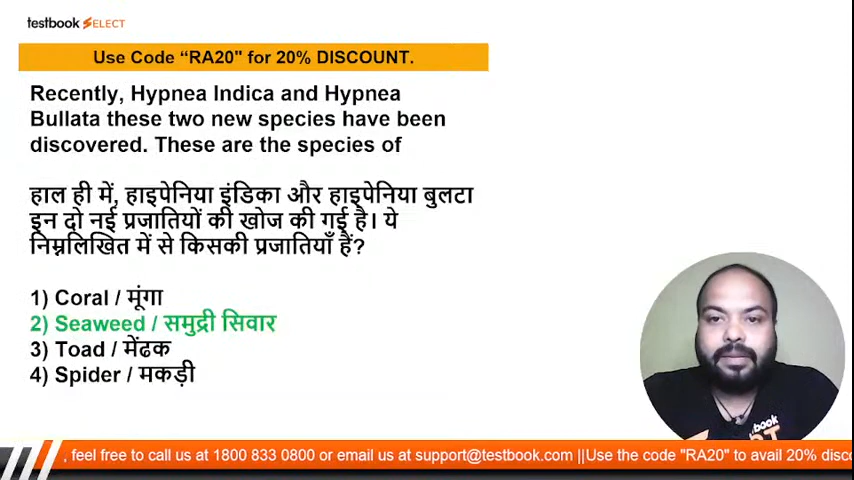 testbook SELECT
Use Code “RA20" for 20% DISCOUNT.
Recently, Hypnea Indica and Hypnea
Bullata these two new species have been
discovered. These are the species of
हाल ही में, हाइपेनिया इंडिका और हाइपेनिया बुलटा
इन दो नई प्रजातियों की खोज की गई है। ये
निम्नलिखित में से किसकी प्रजातियाँ हैं?
1) Coral / मूंगा
2) Seaweed / समुद्री सिवार
3) Toad / मेंढक
4) Spider / मकड़ी
, feel free to call us at 1800 833 0800 or email us at support@testbook.com ||Use the code "RA20" to avail 20% disco